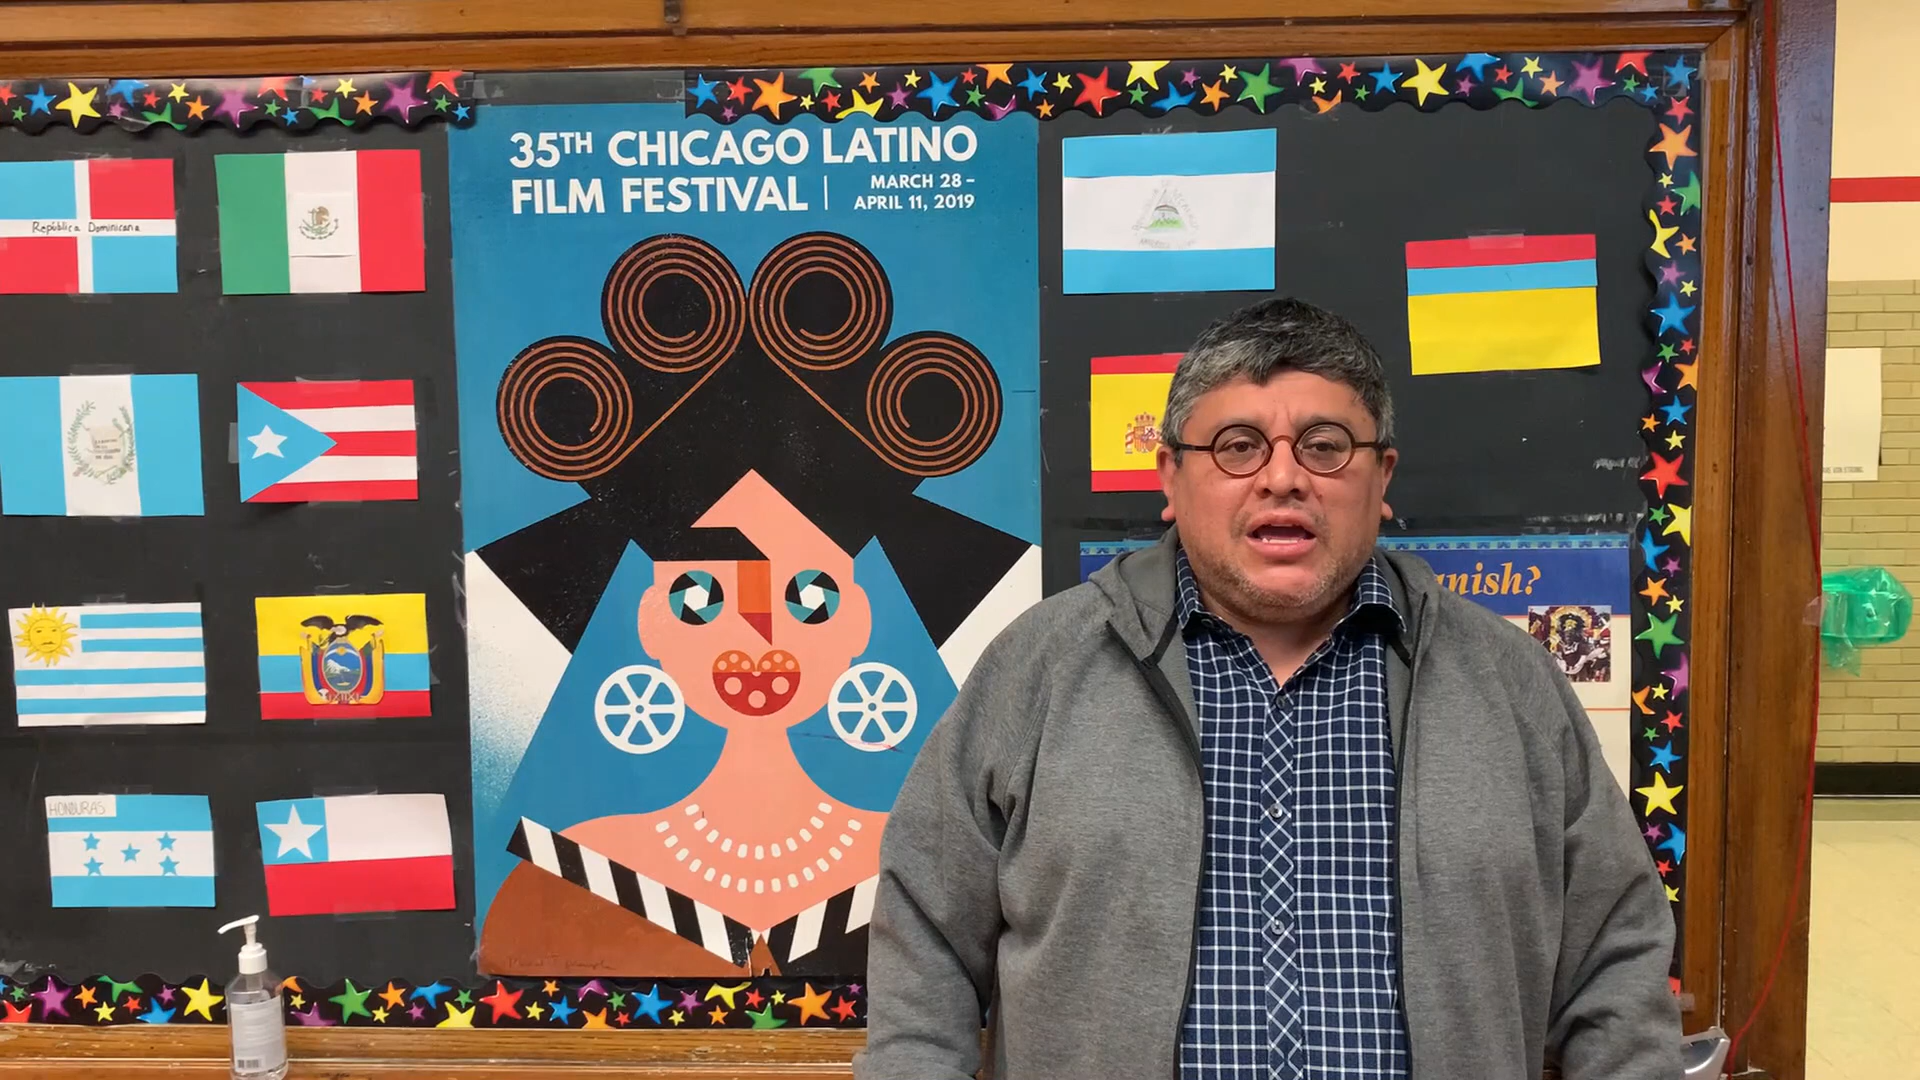 35TH CHICAGO LATINO
FILM FESTIVAL
MARCH 28 -
APRIL 11, 2019
República Dominicana
HONDURAS
nish?